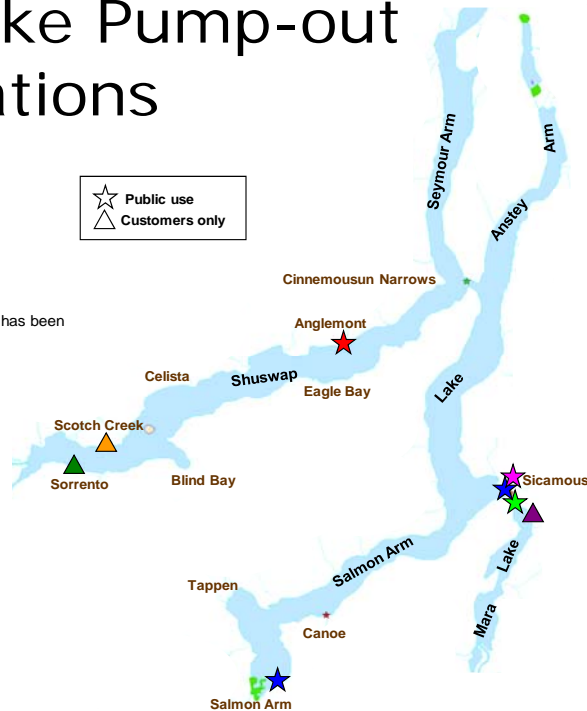 ke Pump-out
ations
Public use
Customers only
has been
Seymour Arm
Arm
Anstey
Cinnemousun Narrows
Anglemont
Shuswap
Celista
Eagle Bay
Lake
Scotch Creek
Sorrento
Blind Bay
Sicamous
Salmon Arm
Lake
Mara
Tappen
Canoe
Salmon Arm